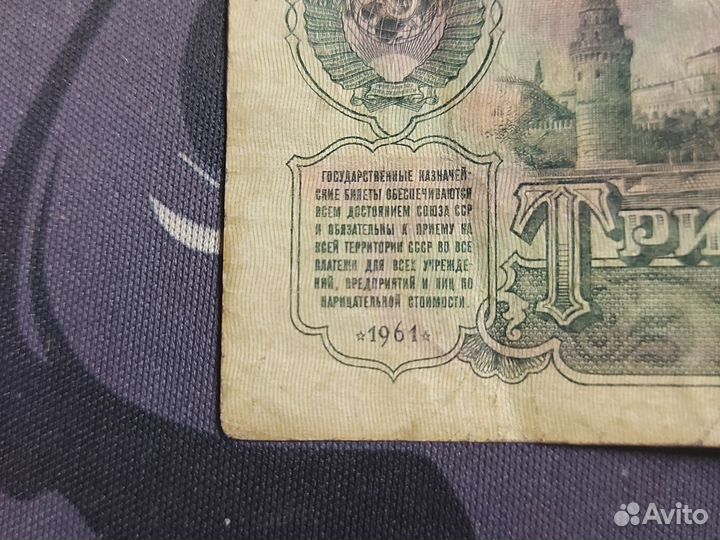 ГОСУДАРСТВЕННЫЕ КАЗНАЧЕЙ-
СКИЕ БИЛЕТЫ ОБЕСПЕЧИВАЮТСЯ
ВСЕМ ДОСТОЯНИЕМ СОЮЗА ССР
И ОБЯЗАТЕЛЬНЫ К ПРИЕМУ НА
ВСЕЙ ТЕРРИТОРИИ СССР ВО ВСЕ
ПЛАТЕЖИ ДЛЯ ВСЕХ УЧРЕЖДЕ-
НИЙ, ПРЕДПРИЯТИЙ И ЛИЦ ПО
НАРИЦАТЕЛЬНОЙ СТОИМОСТИ.
☆1961☆
ТРИ
Avito